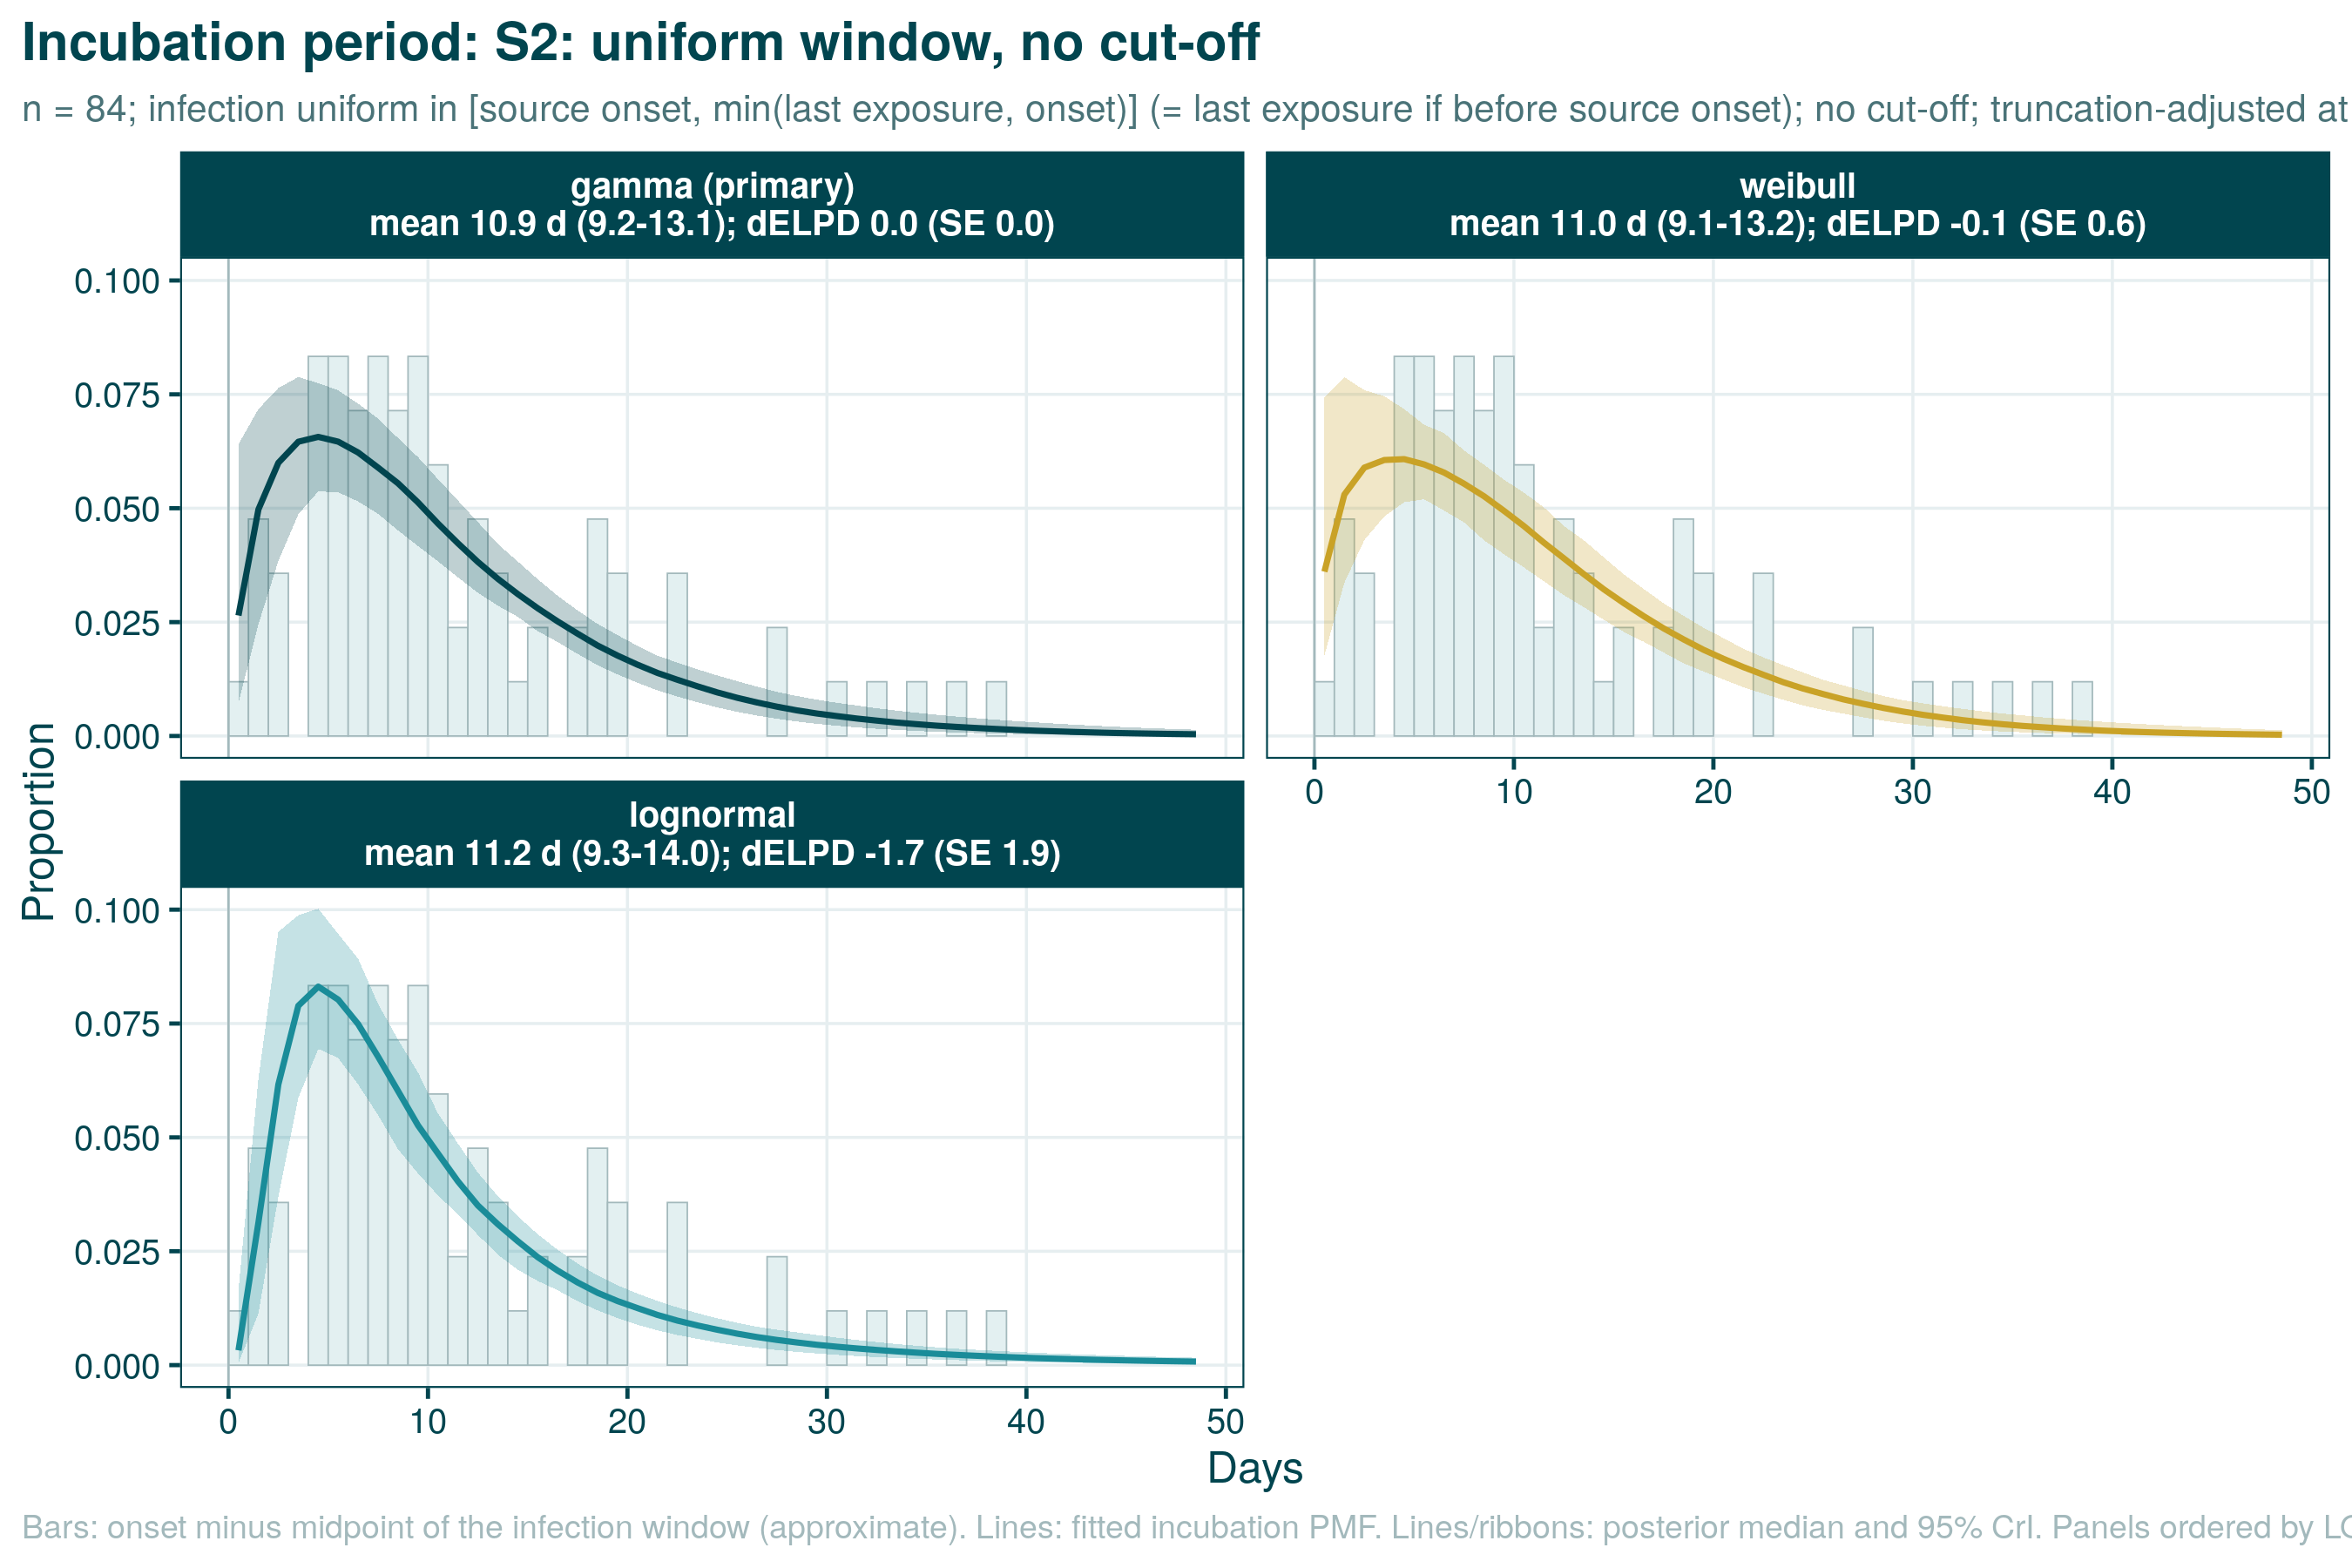 Incubation period: S2: uniform window, no cut-off
n = 84; infection uniform in [source onset, min(last exposure, onset)] (= last exposure if before source onset); no cut-off; truncation-adjusted at
gamma (primary)
mean 10.9 d (9.2-13.1); dELPD 0.0 (SE 0.0)
weibull
mean 11.0 d (9.1-13.2); dELPD -0.1 (SE 0.6)
0.100
0.075
0.050
0.025
0.000
0 10 20 30 40 50
Proportion
lognormal
mean 11.2 d (9.3-14.0); dELPD -1.7 (SE 1.9)
0.100
0.075
0.050
0.025
0.000
0 10 20 30 40 50
Days
Bars: onset minus midpoint of the infection window (approximate). Lines: fitted incubation PMF. Lines/ribbons: posterior median and 95% CrI. Panels ordered by